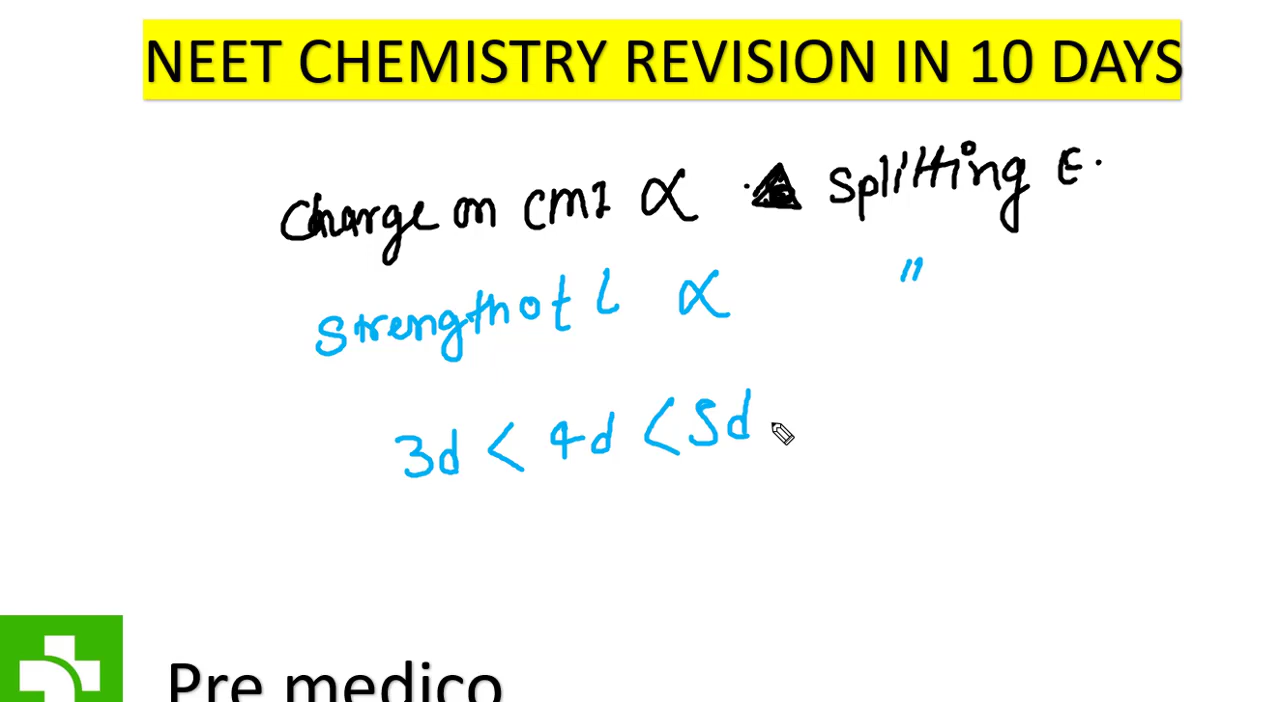 NEET CHEMISTRY REVISION IN 10 DAYS
Charge on CMI ∝ Splitting E.
Strength of L ∝ "
3d < 4d < 5d
Pre medico